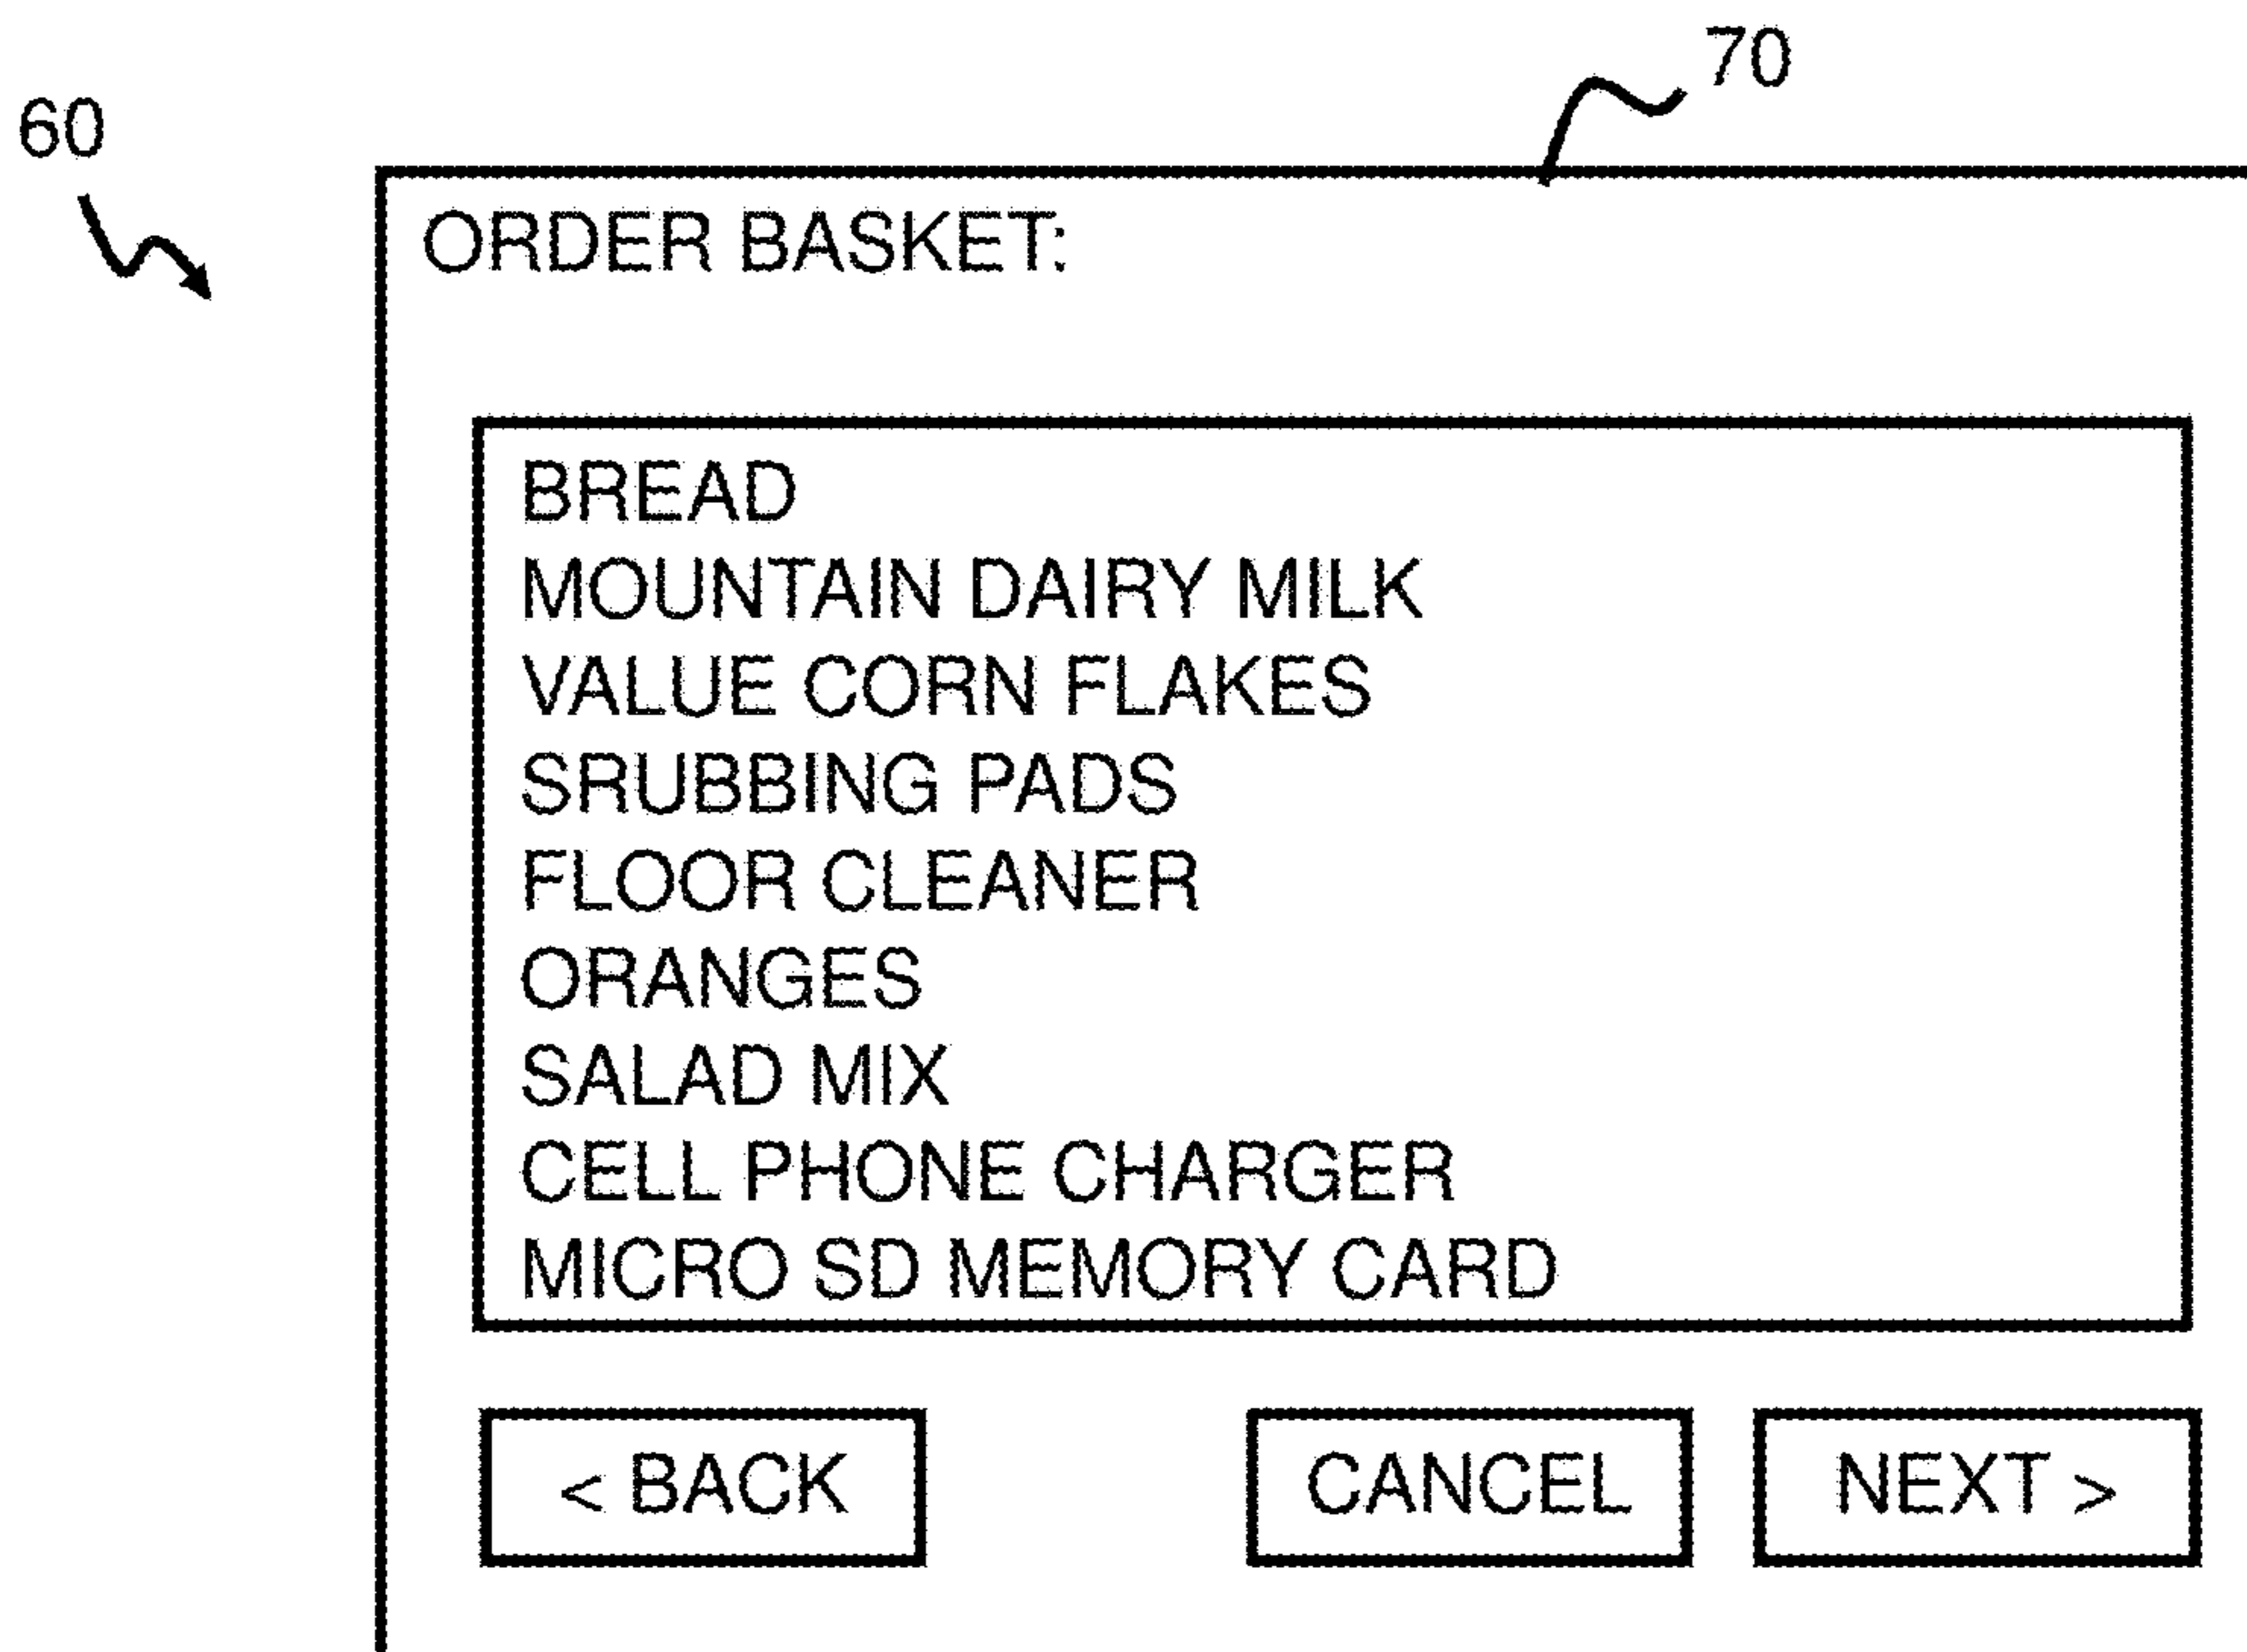 70
60
ORDER BASKET:
BREAD
MOUNTAIN DAIRY MILK
VALUE CORN FLAKES
SRUBBING PADS
FLOOR CLEANER
ORANGES
SALAD MIX
CELL PHONE CHARGER
MICRO SD MEMORY CARD
< BACK CANCEL NEXT >